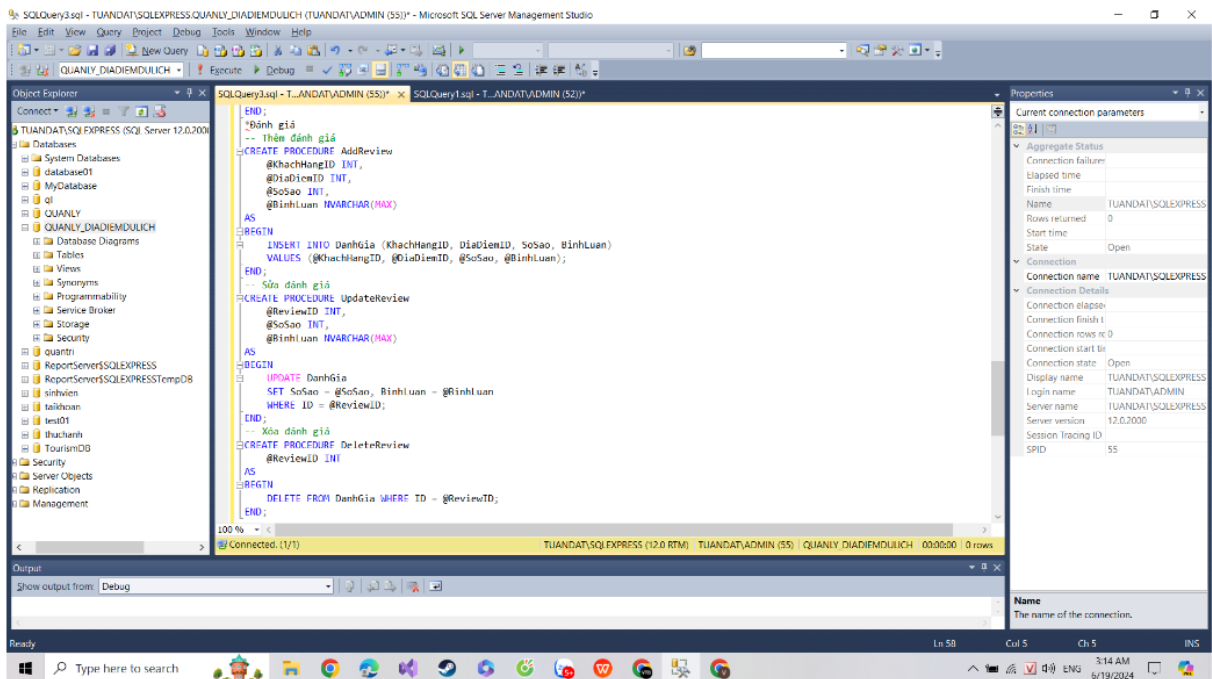 SQLQuery3.sql - TUANDAT\SQLEXPRESS.QUANLY_DIADIEMDULICH (TUANDAT\ADMIN (55))* - Microsoft SQL Server Management Studio
File Edit View Query Project Debug Tools Window Help
New Query
QUANLY_DIADIEMDULICH Execute Debug
Object Explorer
Connect
TUANDAT\SQLEXPRESS (SQL Server 12.0.200
Databases
System Databases
database01
MyDatabase
ql
QUANLY
QUANLY_DIADIEMDULICH
Database Diagrams
Tables
Views
Synonyms
Programmability
Service Broker
Storage
Security
quantri
ReportServer$SQLEXPRESS
ReportServer$SQLEXPRESSTempDB
sinhvien
taikhoan
test01
thuchanh
TourismDB
Security
Server Objects
Replication
Management
SQLQuery3.sql - T...ANDAT\ADMIN (55))* SQLQuery1.sql - T...ANDAT\ADMIN (52))*
END;
*Đánh giá
-- Thêm đánh giá
CREATE PROCEDURE AddReview
@KhachHangID INT,
@DiaDiemID INT,
@SoSao INT,
@BinhLuan NVARCHAR(MAX)
AS
BEGIN
INSERT INTO DanhGia (KhachHangID, DiaDiemID, SoSao, BinhLuan)
VALUES (@KhachHangID, @DiaDiemID, @SoSao, @BinhLuan);
END;
-- Sửa đánh giá
CREATE PROCEDURE UpdateReview
@ReviewID INT,
@SoSao INT,
@BinhLuan NVARCHAR(MAX)
AS
BEGIN
UPDATE DanhGia
SET SoSao = @SoSao, BinhLuan = @BinhLuan
WHERE ID = @ReviewID;
END;
-- Xóa đánh giá
CREATE PROCEDURE DeleteReview
@ReviewID INT
AS
BEGIN
DELETE FROM DanhGia WHERE ID = @ReviewID;
END;
100 %
Connected. (1/1) TUANDAT\SQLEXPRESS (12.0 RTM) TUANDAT\ADMIN (55) QUANLY_DIADIEMDULICH 00:00:00 0 rows
Properties
Current connection parameters
Aggregate Status
Connection failure
Elapsed time
Finish time
Name TUANDAT\SQLEXPRESS
Rows returned 0
Start time
State Open
Connection
Connection name TUANDAT\SQLEXPRESS
Connection Details
Connection elapse
Connection finish t
Connection rows re 0
Connection start tir
Connection state Open
Display name TUANDAT\SQLEXPRESS
Login name TUANDAT\ADMIN
Server name TUANDAT\SQLEXPRESS
Server version 12.0.2000
Session Tracing ID
SPID 55
Name
The name of the connection.
Output
Show output from: Debug
Ready Ln 58 Col 5 Ch 5 INS
Type here to search
ENG 3:14 AM
6/19/2024